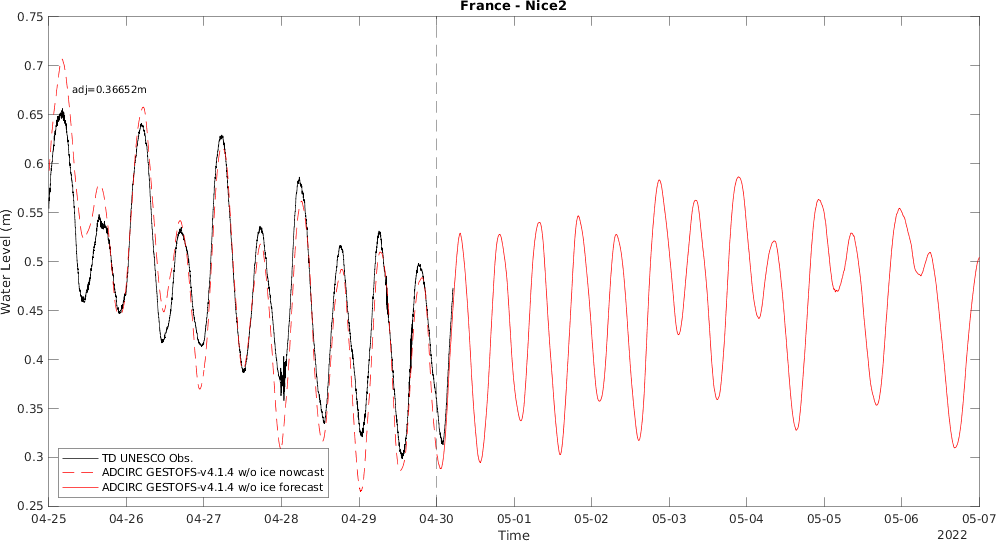 France - Nice2
0.75
0.7
0.65
0.6
0.55
0.5
0.45
0.4
0.35
0.3
0.25
Water Level (m)
adj=0.36652m
TD UNESCO Obs.
ADCIRC GESTOFS-v4.1.4 w/o ice nowcast
ADCIRC GESTOFS-v4.1.4 w/o ice forecast
04-25 04-26 04-27 04-28 04-29 04-30 05-01 05-02 05-03 05-04 05-05 05-06 05-07
Time
2022